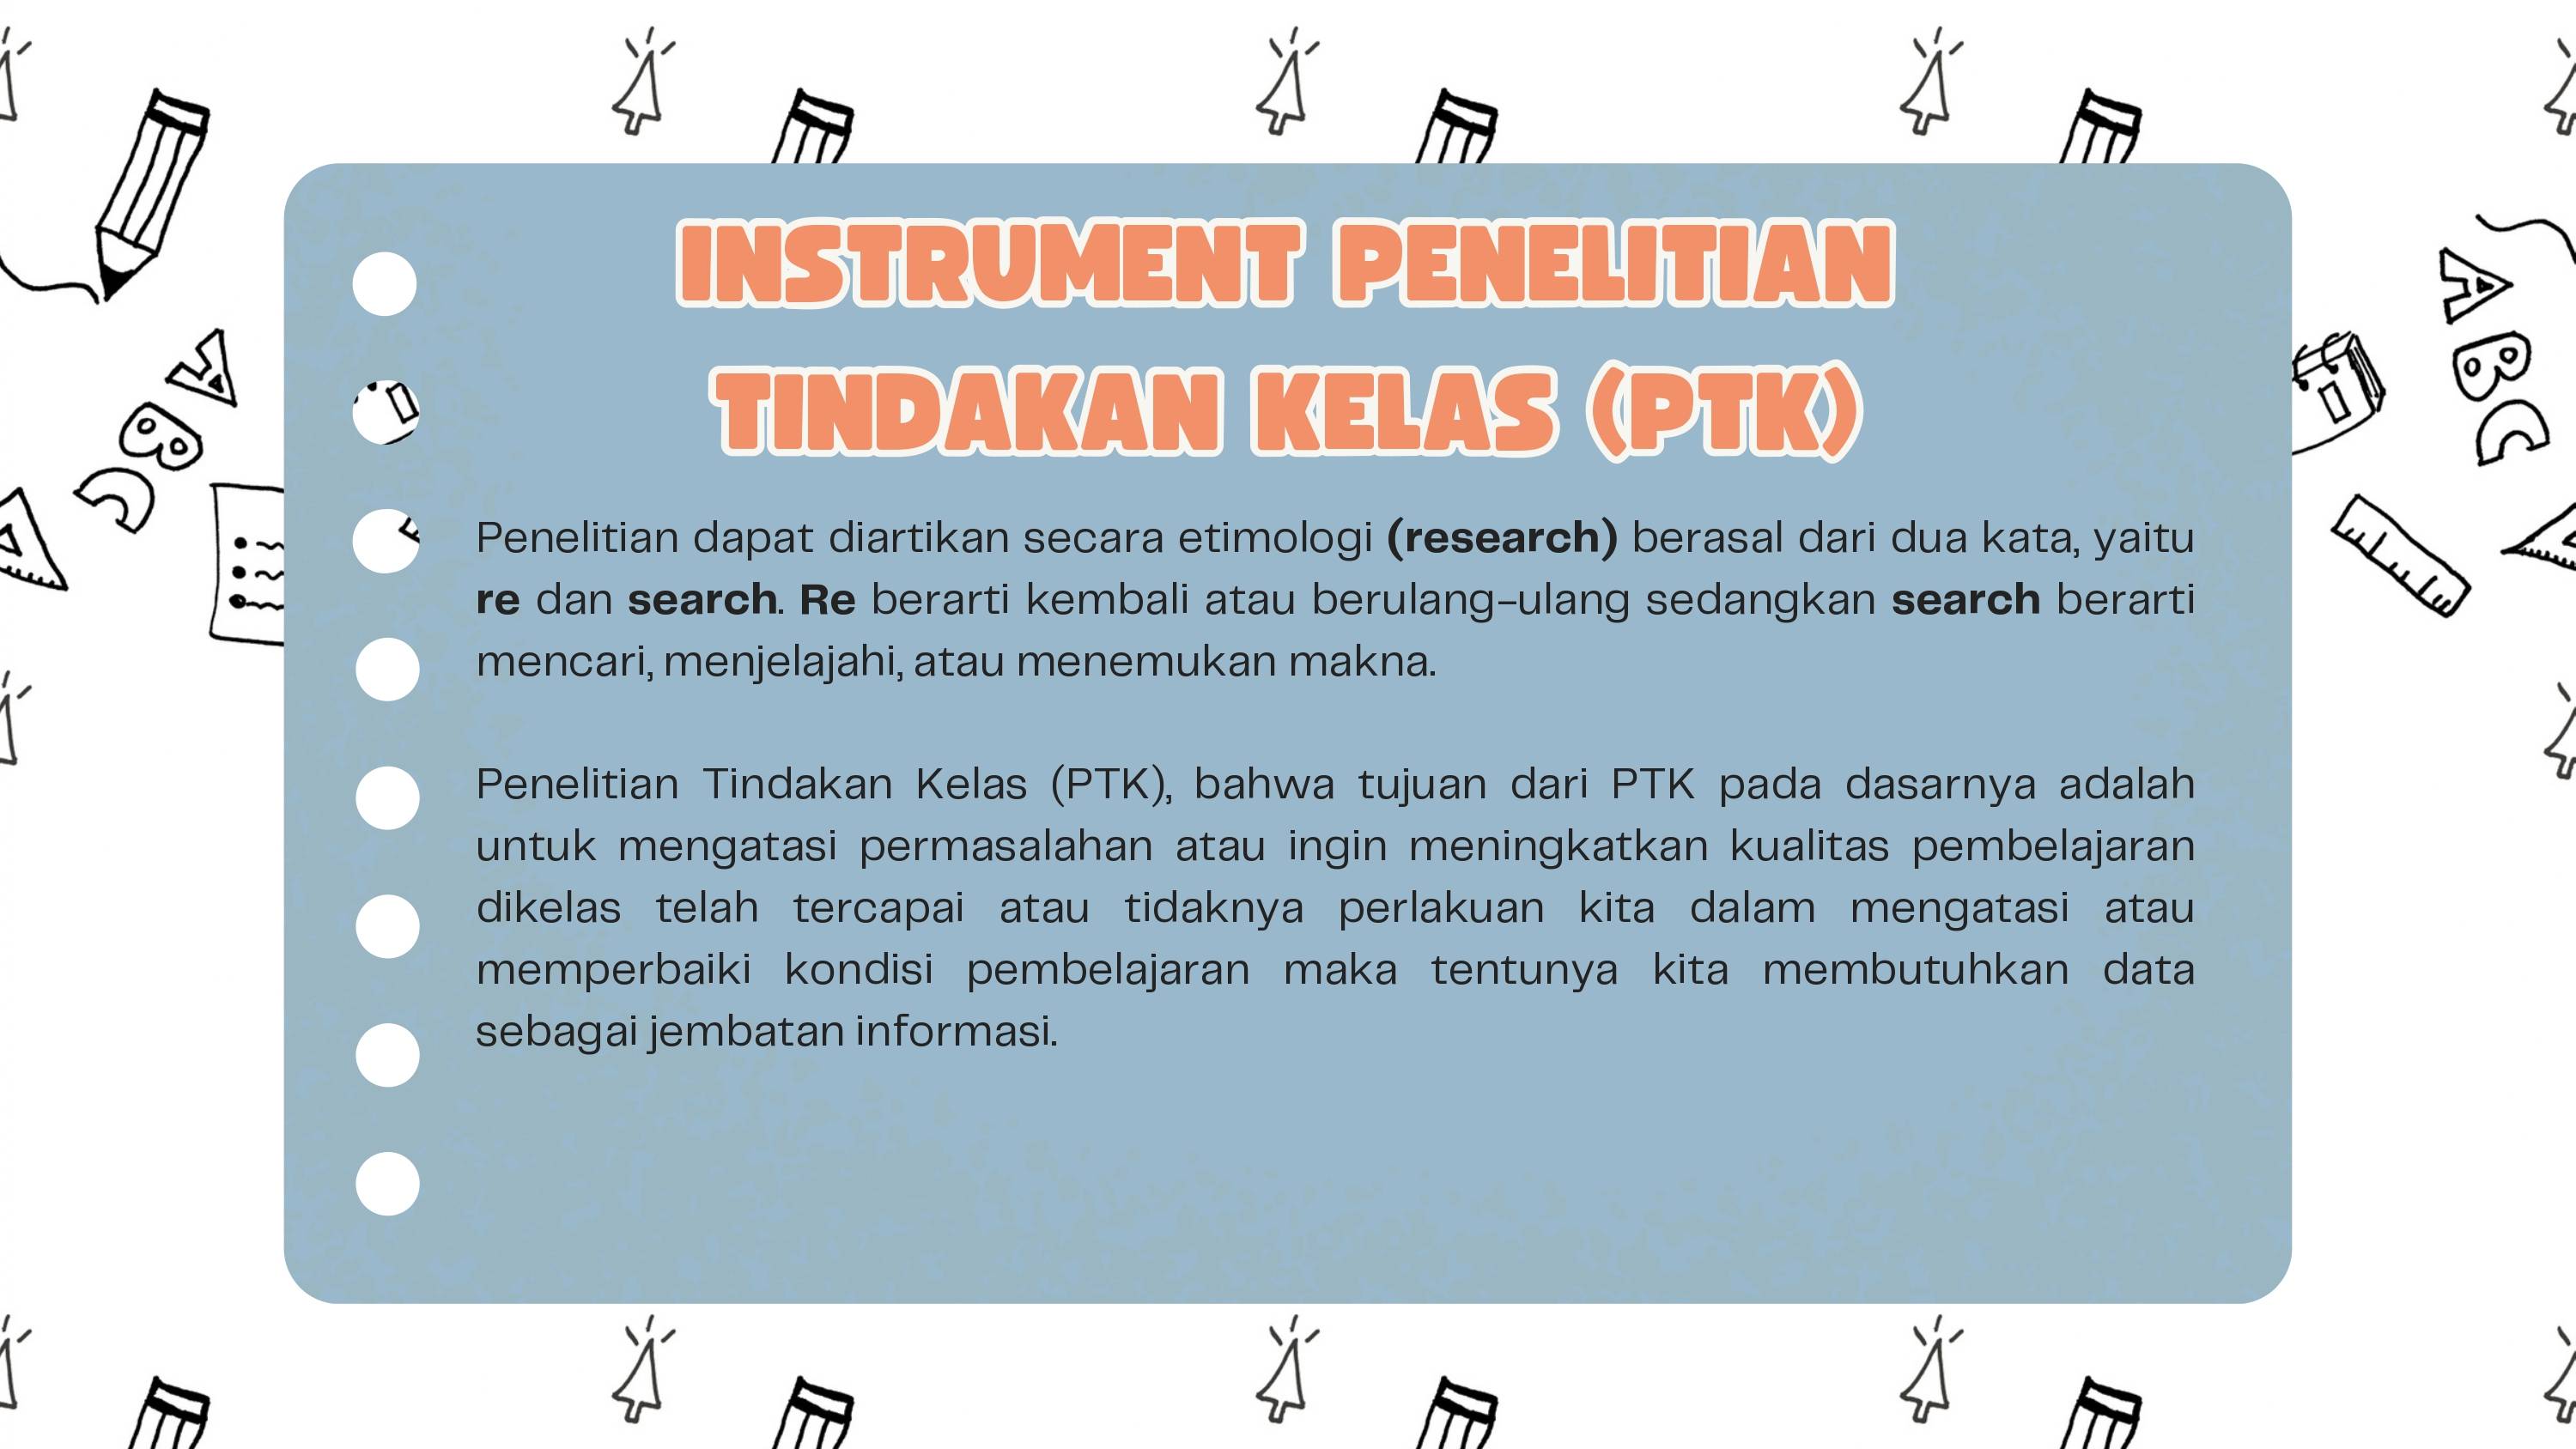 INSTRUMENT PENELITIAN
TINDAKAN KELAS (PTK)
Penelitian dapat diartikan secara etimologi (research) berasal dari dua kata, yaitu
re dan search. Re berarti kembali atau berulang-ulang sedangkan search berarti
mencari, menjelajahi, atau menemukan makna.
Penelitian Tindakan Kelas (PTK), bahwa tujuan dari PTK pada dasarnya adalah
untuk mengatasi permasalahan atau ingin meningkatkan kualitas pembelajaran
dikelas telah tercapai atau tidaknya perlakuan kita dalam mengatasi atau
memperbaiki kondisi pembelajaran maka tentunya kita membutuhkan data
sebagai jembatan informasi.
ABC
ABC